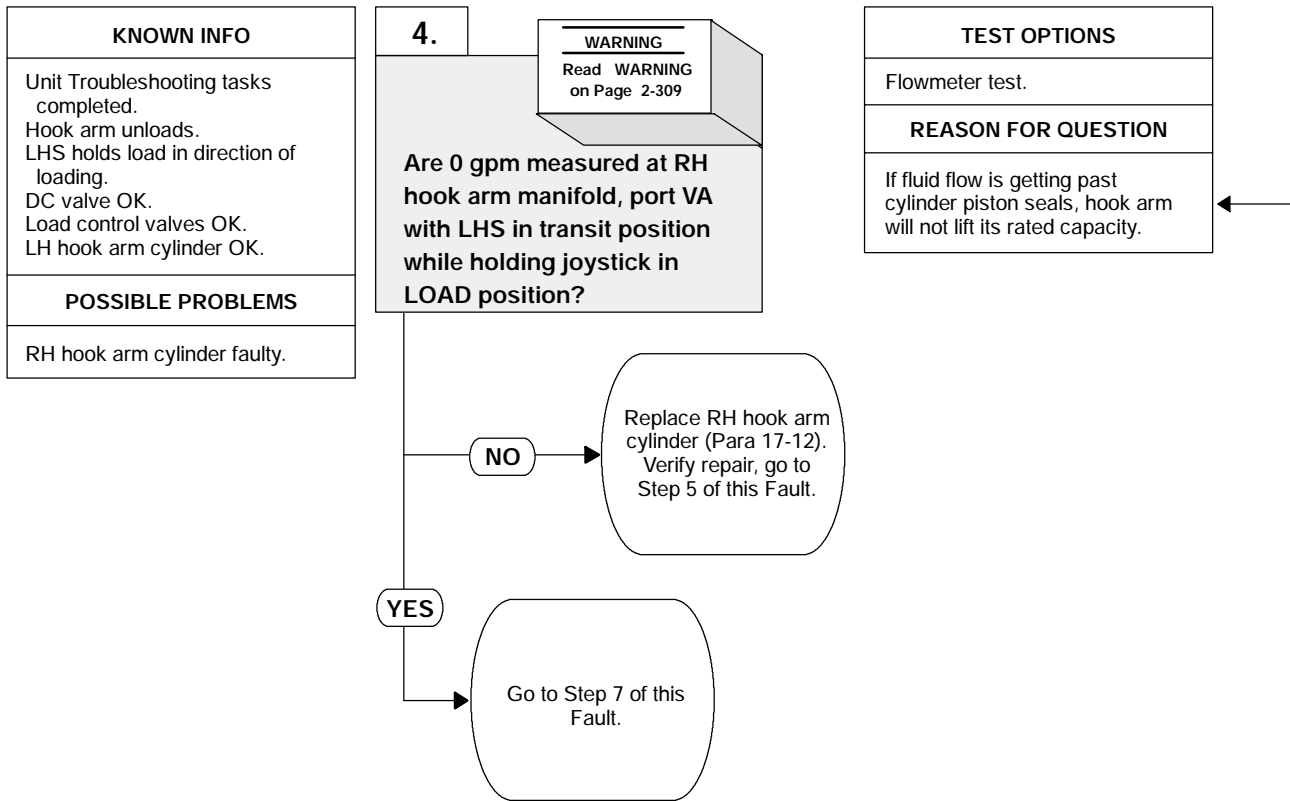 KNOWN INFO
Unit Troubleshooting tasks
completed.
Hook arm unloads.
LHS holds load in direction of
loading.
DC valve OK.
Load control valves OK.
LH hook arm cylinder OK.
POSSIBLE PROBLEMS
RH hook arm cylinder faulty.
4.
WARNING
Read WARNING
on Page 2-309
Are 0 gpm measured at RH
hook arm manifold, port VA
with LHS in transit position
while holding joystick in
LOAD position?
TEST OPTIONS
Flowmeter test.
REASON FOR QUESTION
If fluid flow is getting past
cylinder piston seals, hook arm
will not lift its rated capacity.
NO
Replace RH hook arm
cylinder (Para 17-12).
Verify repair, go to
Step 5 of this Fault.
YES
Go to Step 7 of this
Fault.